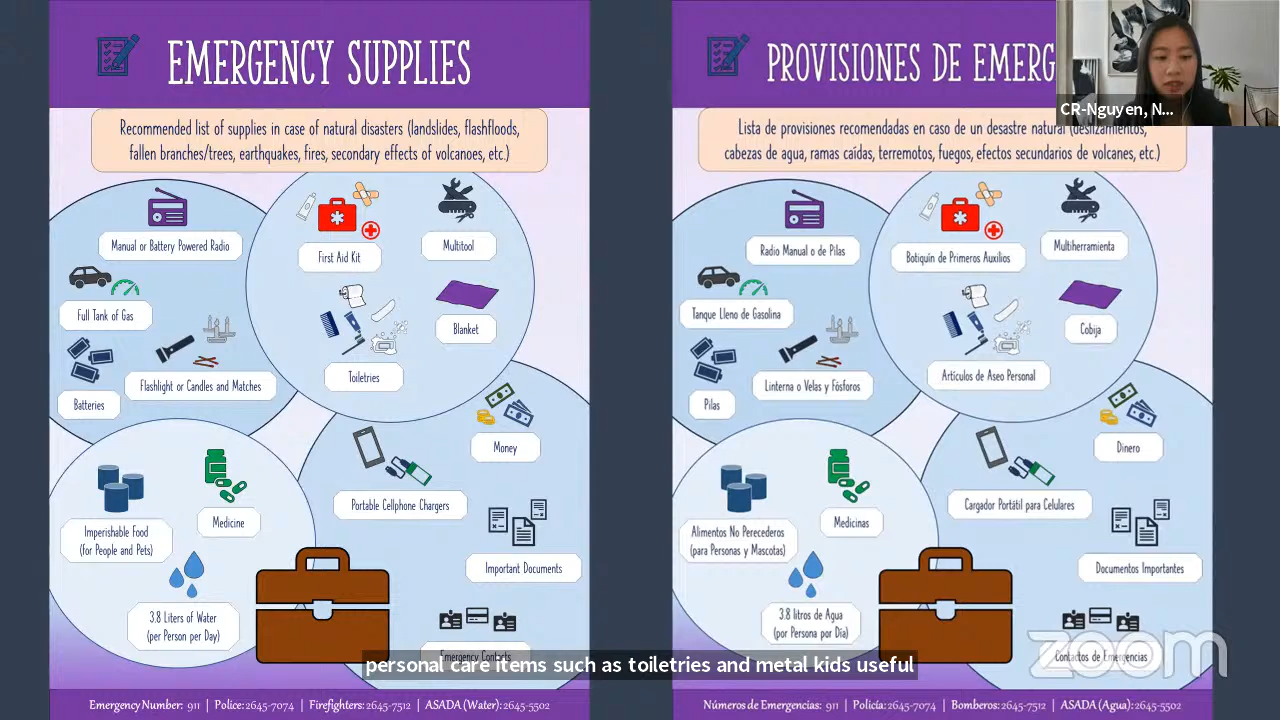 EMERGENCY SUPPLIES
Recommended list of supplies in case of natural disasters (landslides, flashfloods,
fallen branches/trees, earthquakes, fires, secondary effects of volcanoes, etc.)
Manual or Battery Powered Radio
First Aid Kit
Multitool
Full Tank of Gas
Blanket
Flashlight or Candles and Matches
Toiletries
Batteries
Money
Portable Cellphone Chargers
Medicine
Imperishable Food
(for People and Pets)
Important Documents
3.8 Liters of Water
(per Person per Day)
Emergency Contacts
Emergency Number: 911 | Police: 2645-7074 | Firefighters: 2645-7512 | ASADA (Water): 2645-5502
PROVISIONES DE EMERG
Lista de provisiones recomendadas en caso de un desastre natural (deslizamientos,
cabezas de agua, ramas caídas, terremotos, fuegos, efectos secundarios de volcanes, etc.)
Radio Manual o de Pilas
Botiquín de Primeros Auxilios
Multiherramienta
Tanque Lleno de Gasolina
Cobija
Linterna o Velas y Fósforos
Artículos de Aseo Personal
Pilas
Dinero
Cargador Portátil para Celulares
Medicinas
Alimentos No Perecederos
(para Personas y Mascotas)
Documentos Importantes
3.8 litros de Agua
(por Persona por Día)
Contactos de Emergencias
Números de Emergencias: 911 | Policía: 2645-7074 | Bomberos: 2645-7512 | ASADA (Agua): 2645-5502
CR-Nguyen, N...
personal care items such as toiletries and metal kids useful
zoom